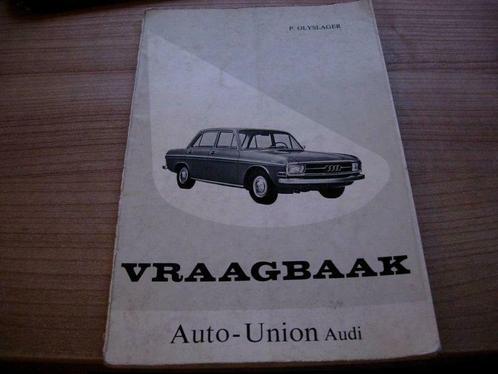 P. OLYSLAGER
VRAAGBAAK
Auto-Union Audi